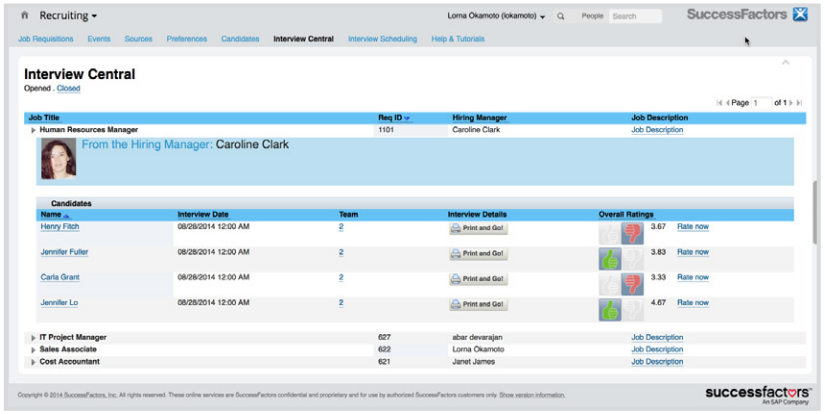 Recruiting
Lorna Okamoto (lokamoto)
People Search
SuccessFactors
Job Requisitions Events Sources Preferences Candidates Interview Central Interview Scheduling Help & Tutorials
Interview Central
Opened . Closed
Page 1 of 1
Job Title Req ID Hiring Manager Job Description
Human Resources Manager 1101 Caroline Clark Job Description
From the Hiring Manager: Caroline Clark
Candidates
Name Interview Date Team Interview Details Overall Ratings
Henry Fitch 08/28/2014 12:00 AM 2 Print and Go! 3.67 Rate now
Jennifer Fuller 08/28/2014 12:00 AM 2 Print and Go! 3.83 Rate now
Carla Grant 08/28/2014 12:00 AM 2 Print and Go! 3.33 Rate now
Jennifer Lo 08/28/2014 12:00 AM 2 Print and Go! 4.67 Rate now
IT Project Manager 627 abar devarajan Job Description
Sales Associate 622 Lorna Okamoto Job Description
Cost Accountant 621 Janet James Job Description
Copyright © 2014 SuccessFactors, Inc. All rights reserved. These online services are SuccessFactors confidential and proprietary and for use by authorized SuccessFactors customers only. Show version information.
successfactors™
An SAP Company